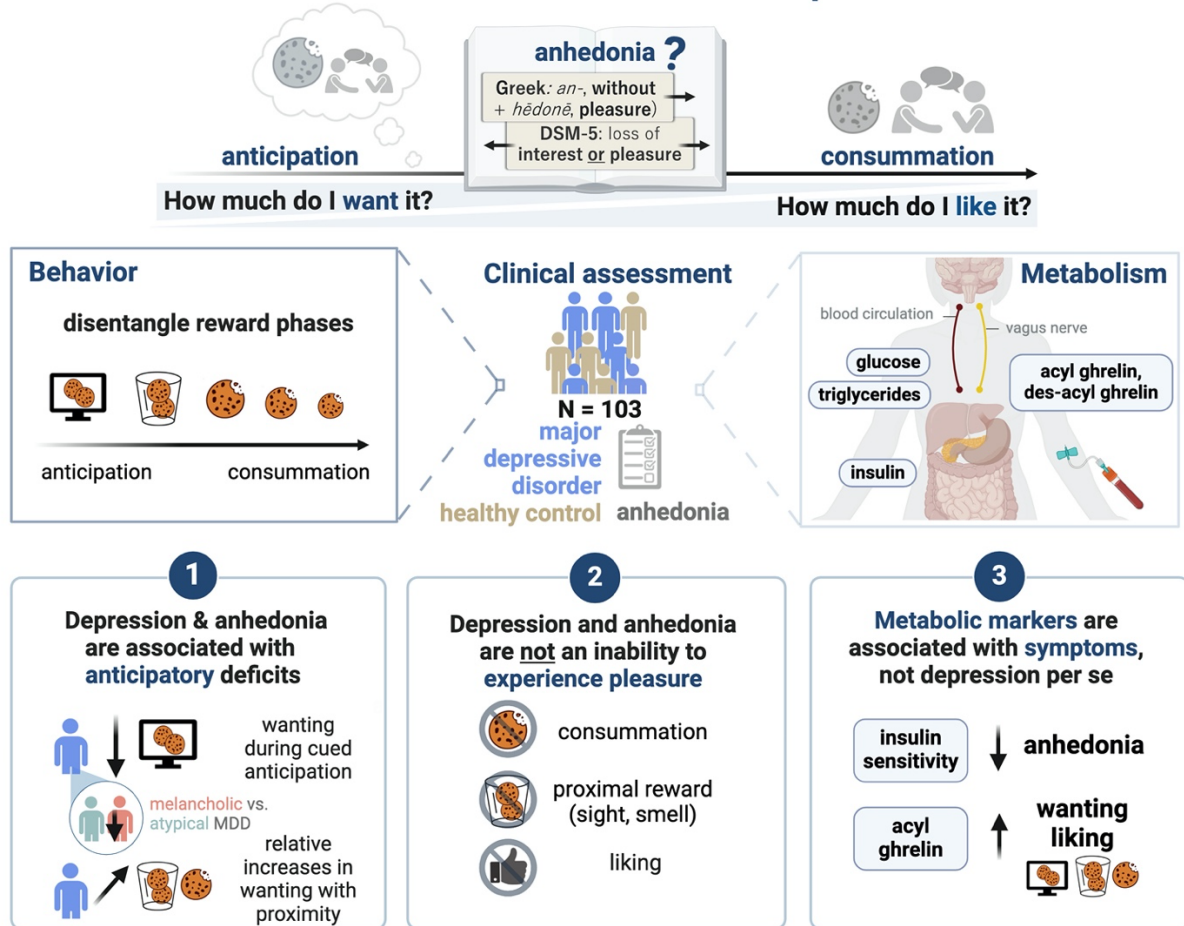 anhedonia ?
Greek: an-, without
+ hēdonē, pleasure)
DSM-5: loss of
interest or pleasure
anticipation
consummation
How much do I want it?
How much do I like it?
Behavior
disentangle reward phases
anticipation
consummation
Clinical assessment
N = 103
major
depressive
disorder
healthy control
anhedonia
Metabolism
blood circulation
vagus nerve
glucose
triglycerides
acyl ghrelin,
des-acyl ghrelin
insulin
1
Depression & anhedonia
are associated with
anticipatory deficits
wanting
during cued
anticipation
melancholic vs.
atypical MDD
relative
increases in
wanting with
proximity
2
Depression and anhedonia
are not an inability to
experience pleasure
consummation
proximal reward
(sight, smell)
liking
3
Metabolic markers are
associated with symptoms,
not depression per se
insulin
sensitivity
anhedonia
acyl
ghrelin
wanting
liking